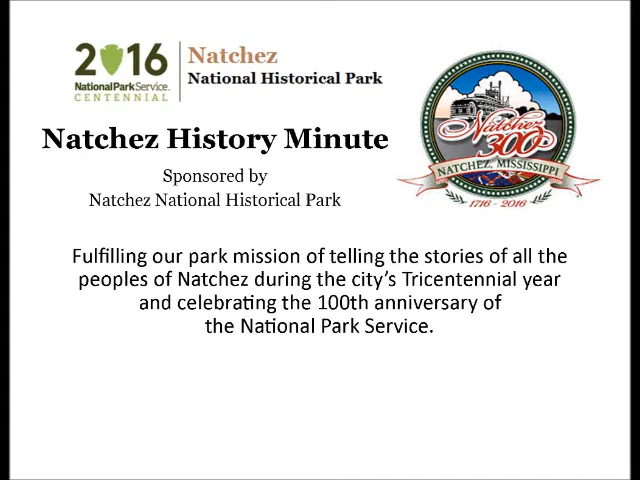 2016
National Park Service
CENTENNIAL
Natchez
National Historical Park
Natchez History Minute
Sponsored by
Natchez National Historical Park
Natchez
300
NATCHEZ, MISSISSIPPI
1716 - 2016
Fulfilling our park mission of telling the stories of all the
peoples of Natchez during the city's Tricentennial year
and celebrating the 100th anniversary of
the National Park Service.